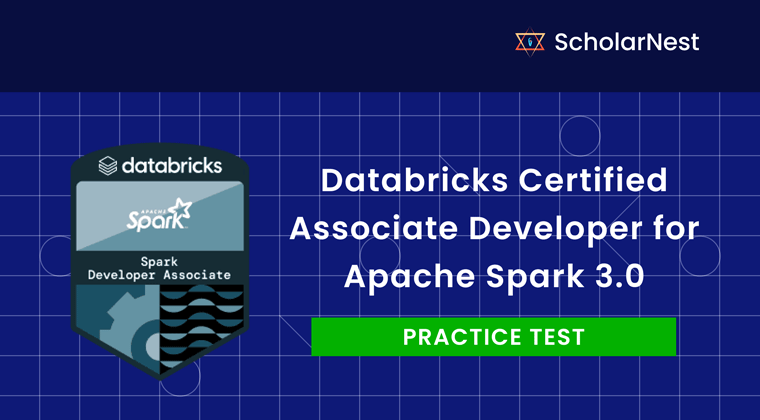 ScholarNest
databricks
APACHE
Spark
Spark
Developer Associate
Databricks Certified
Associate Developer for
Apache Spark 3.0
PRACTICE TEST